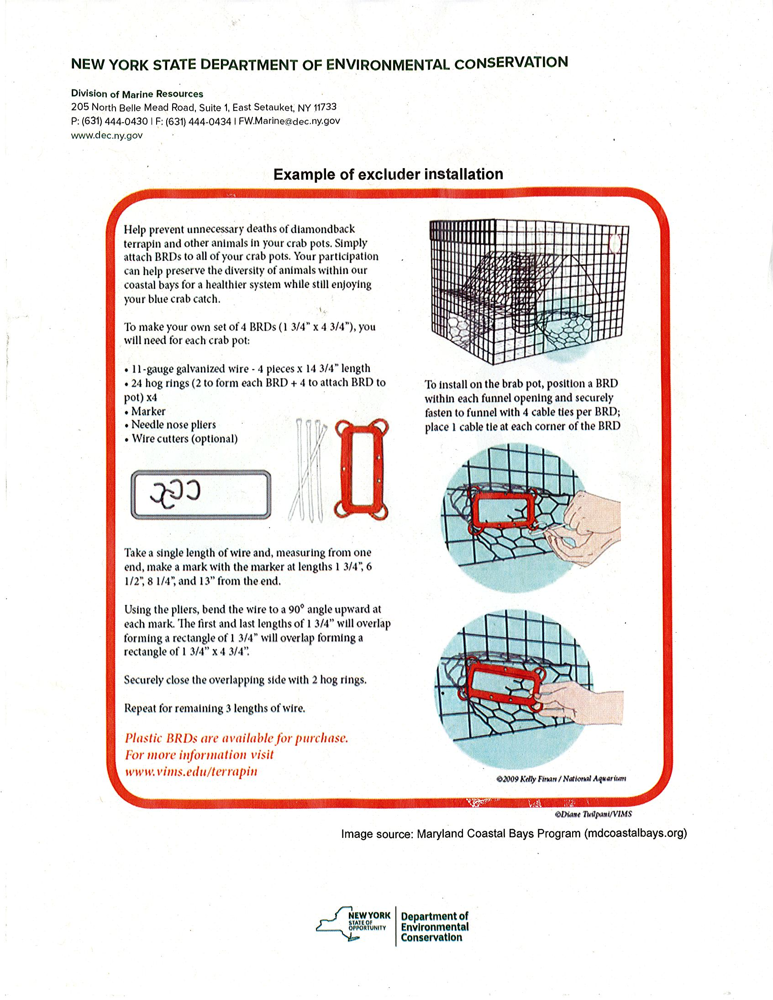 NEW YORK STATE DEPARTMENT OF ENVIRONMENTAL CONSERVATION
Division of Marine Resources
205 North Belle Mead Road, Suite 1, East Setauket, NY 11733
P: (631) 444-0430 | F: (631) 444-0434 | FW.Marine@dec.ny.gov
www.dec.ny.gov
Example of excluder installation
Help prevent unnecessary deaths of diamondback
terrapin and other animals in your crab pots. Simply
attach BRDs to all of your crab pots. Your participation
can help preserve the diversity of animals within our
coastal bays for a healthier system while still enjoying
your blue crab catch.
To make your own set of 4 BRDs (1 3/4" x 4 3/4"), you
will need for each crab pot:
• 11-gauge galvanized wire - 4 pieces x 14 3/4" length
• 24 hog rings (2 to form each BRD + 4 to attach BRD to
pot) x4
• Marker
• Needle nose pliers
• Wire cutters (optional)
Take a single length of wire and, measuring from one
end, make a mark with the marker at lengths 1 3/4", 6
1/2", 8 1/4", and 13" from the end.
Using the pliers, bend the wire to a 90° angle upward at
each mark. The first and last lengths of 1 3/4" will overlap
forming a rectangle of 1 3/4" will overlap forming a
rectangle of 1 3/4" x 4 3/4".
Securely close the overlapping side with 2 hog rings.
Repeat for remaining 3 lengths of wire.
Plastic BRDs are available for purchase.
For more information visit
www.vims.edu/terrapin
To install on the brab pot, position a BRD
within each funnel opening and securely
fasten to funnel with 4 cable ties per BRD;
place 1 cable tie at each corner of the BRD
©2009 Kelly Finan / National Aquarium
©Diane Tulipani/VIMS
Image source: Maryland Coastal Bays Program (mdcoastalbays.org)
NEW YORK
STATE OF
OPPORTUNITY
Department of
Environmental
Conservation